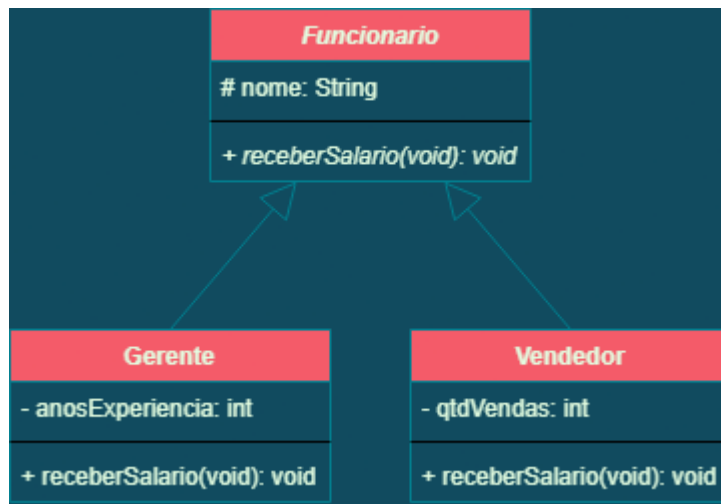 Funcionario
# nome: String
+ receberSalario(void): void
Gerente
- anosExperiencia: int
+ receberSalario(void): void
Vendedor
- qtdVendas: int
+ receberSalario(void): void